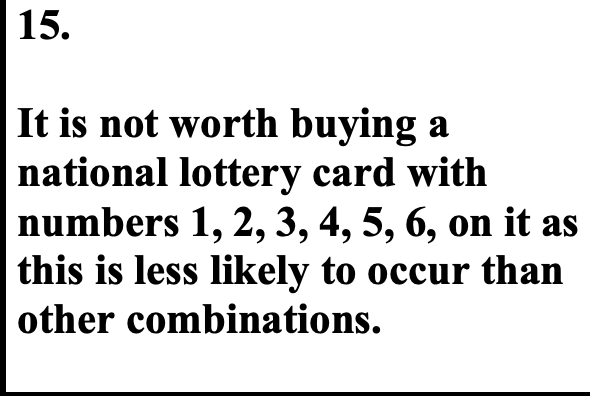 15.
It is not worth buying a
national lottery card with
numbers 1, 2, 3, 4, 5, 6, on it as
this is less likely to occur than
other combinations.